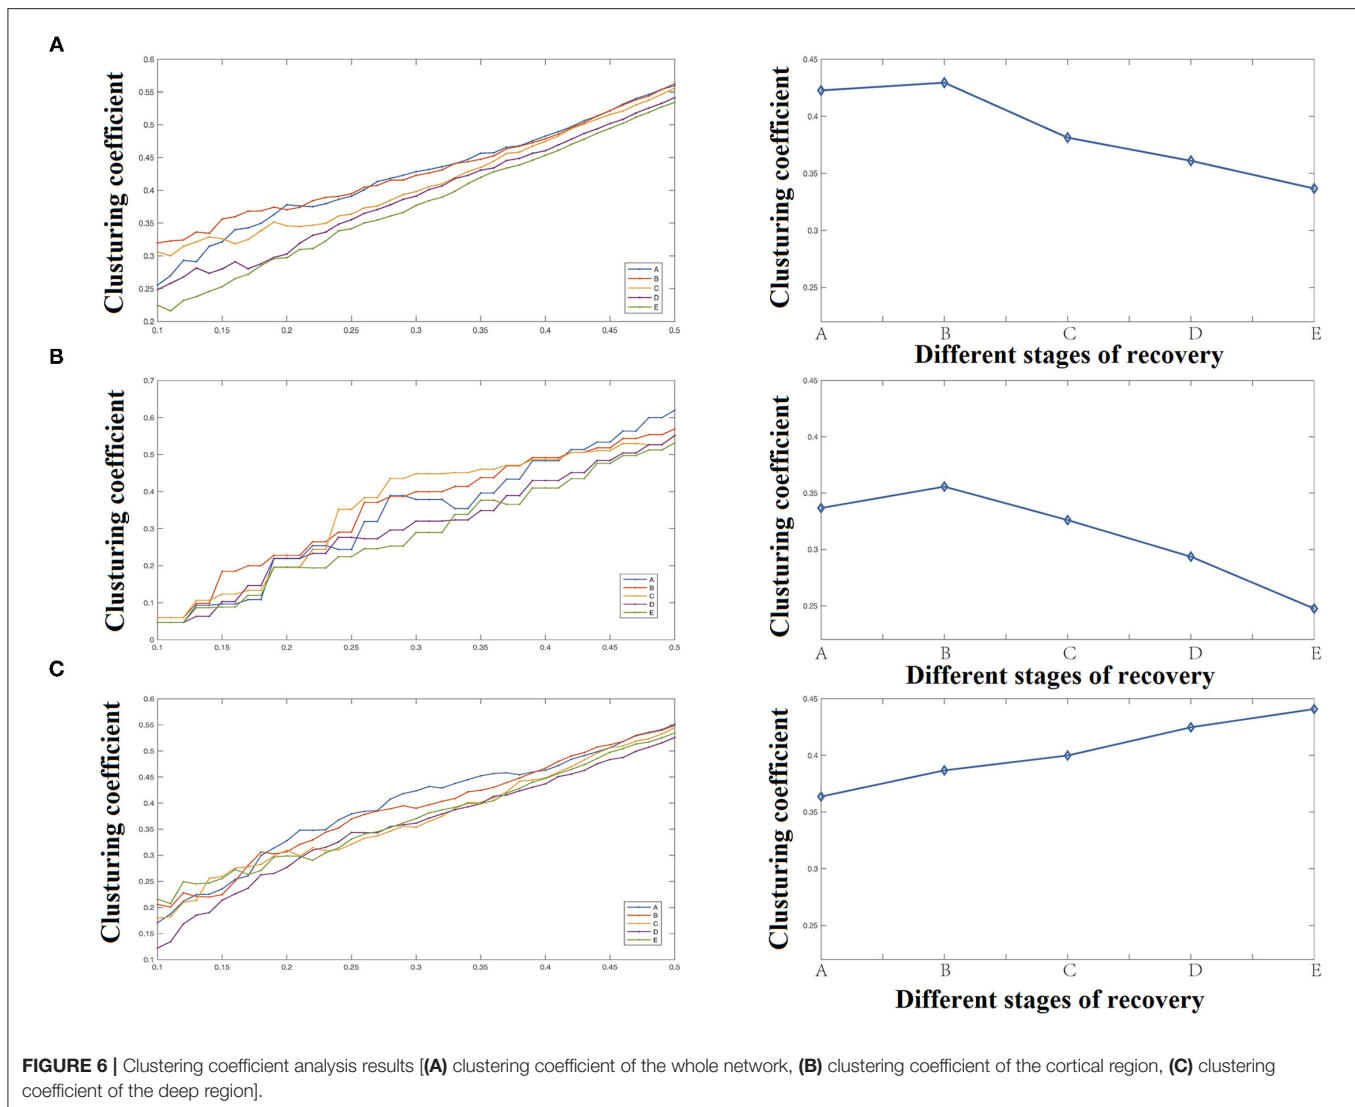 A
Clusturing coefficient
0.6
0.55
0.5
0.45
0.4
0.35
0.3
0.25
0.2
0.1 0.15 0.2 0.25 0.3 0.35 0.4 0.45 0.5
A
B
C
D
E
Clusturing coefficient
0.45
0.4
0.35
0.3
0.25
A B C D E
Different stages of recovery
B
Clusturing coefficient
0.7
0.6
0.5
0.4
0.3
0.2
0.1
0
0.1 0.15 0.2 0.25 0.3 0.35 0.4 0.45 0.5
A
B
C
D
E
Clusturing coefficient
0.45
0.4
0.35
0.3
0.25
A B C D E
Different stages of recovery
C
Clusturing coefficient
0.6
0.55
0.5
0.45
0.4
0.35
0.3
0.25
0.2
0.15
0.1
0.1 0.15 0.2 0.25 0.3 0.35 0.4 0.45 0.5
A
B
C
D
E
Clusturing coefficient
0.45
0.4
0.35
0.3
0.25
A B C D E
Different stages of recovery
FIGURE 6 | Clustering coefficient analysis results [(A) clustering coefficient of the whole network, (B) clustering coefficient of the cortical region, (C) clustering
coefficient of the deep region].